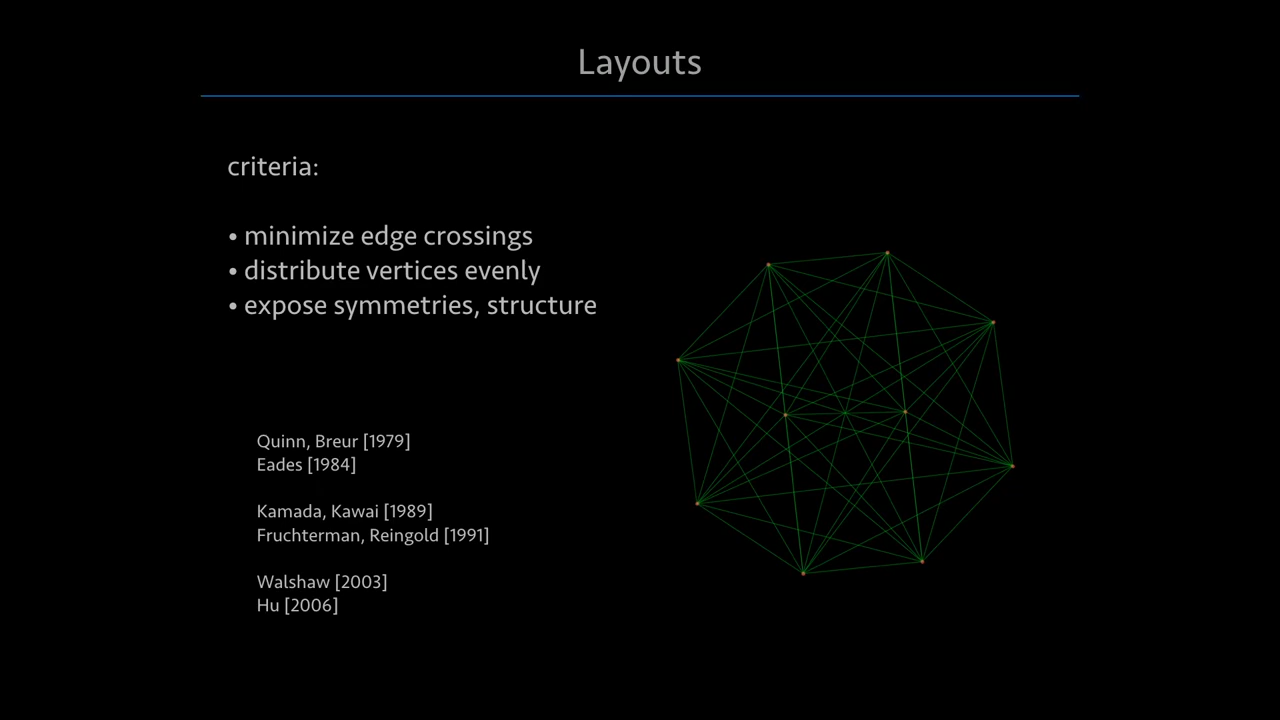 Layouts
criteria:
• minimize edge crossings
• distribute vertices evenly
• expose symmetries, structure
Quinn, Breur [1979]
Eades [1984]
Kamada, Kawai [1989]
Fruchterman, Reingold [1991]
Walshaw [2003]
Hu [2006]